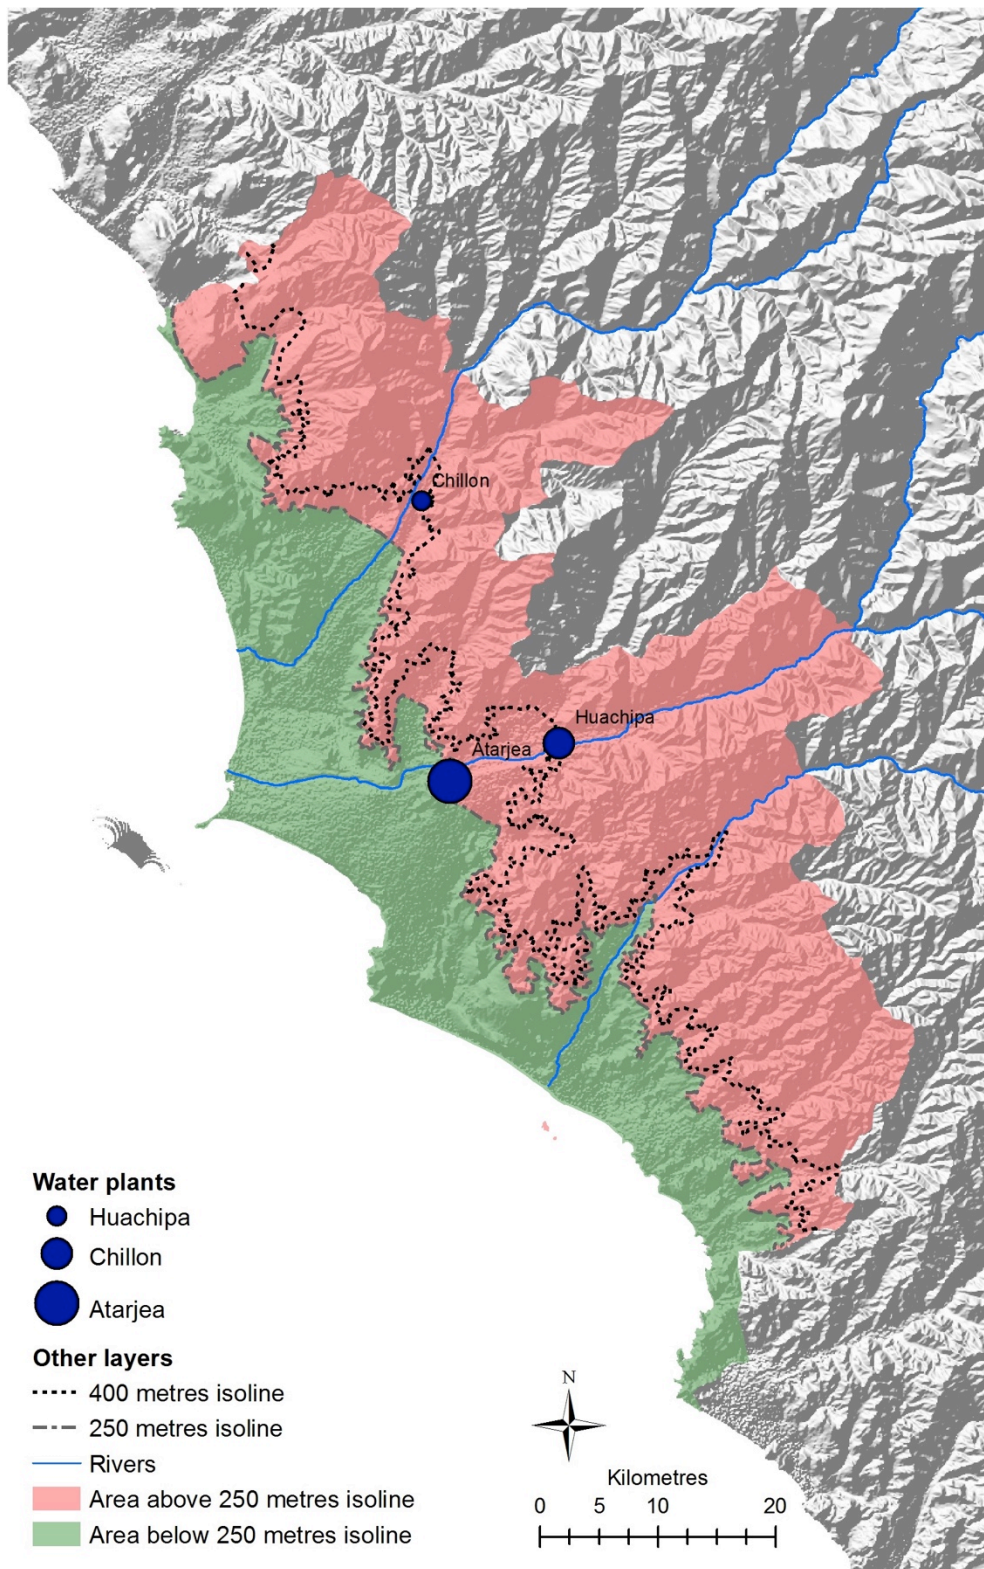 Chillon
Huachipa
Atarjea
Water plants
Huachipa
Chillon
Atarjea
Other layers
400 metres isoline
250 metres isoline
Rivers
Area above 250 metres isoline
Area below 250 metres isoline
N
Kilometres
0 5 10 20